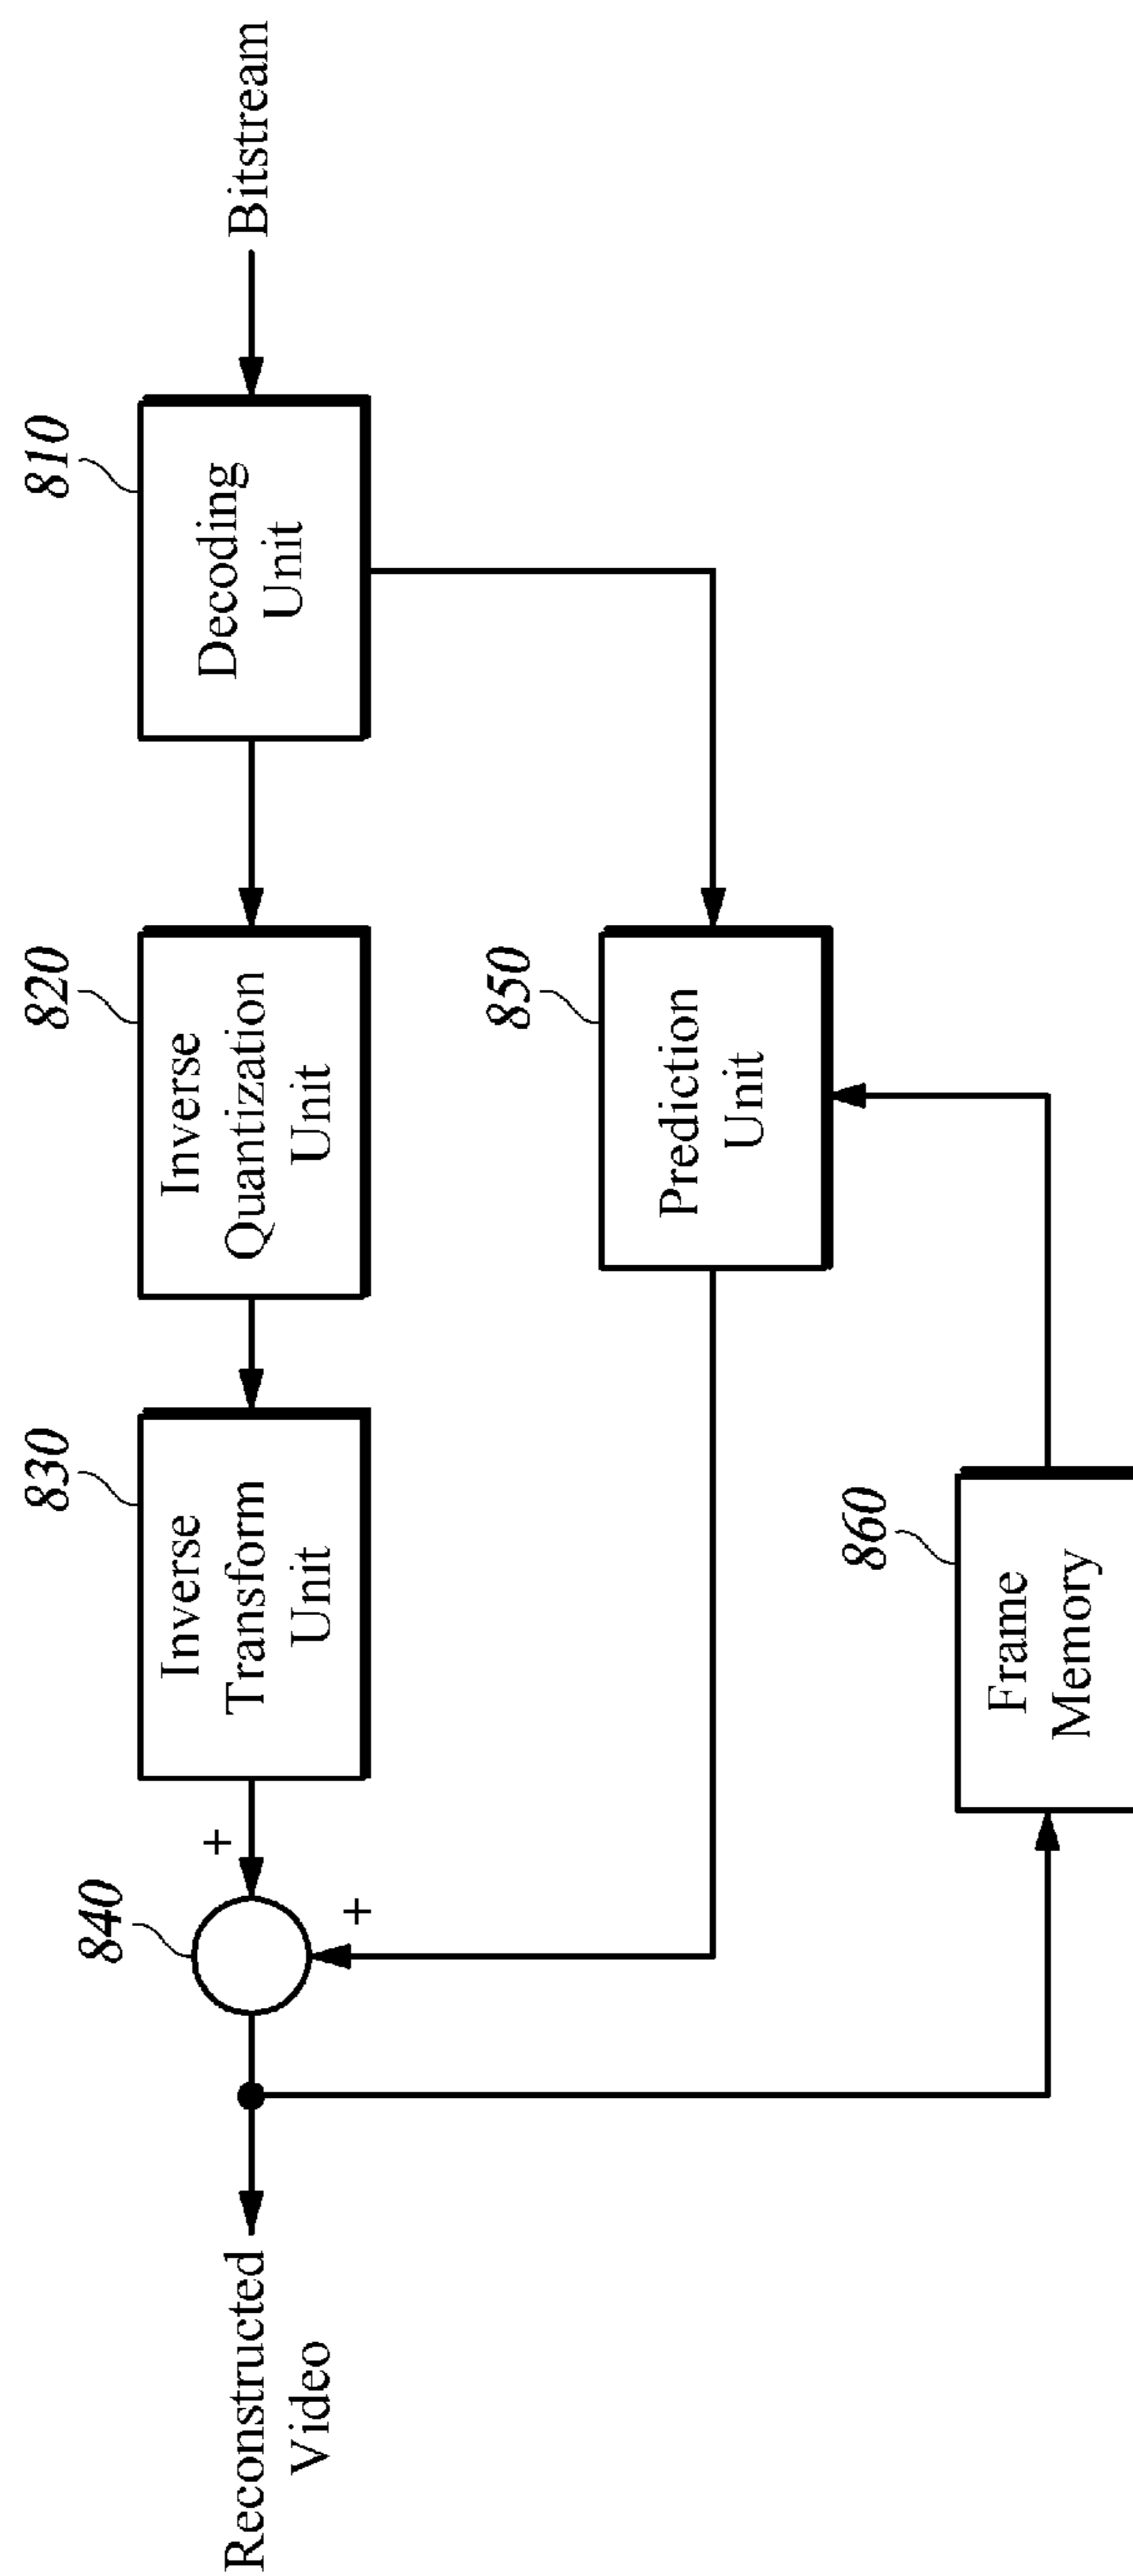 Reconstructed
Video
840
+
+
830
Inverse
Transform
Unit
820
Inverse
Quantization
Unit
810
Decoding
Unit
Bitstream
850
Prediction
Unit
860
Frame
Memory